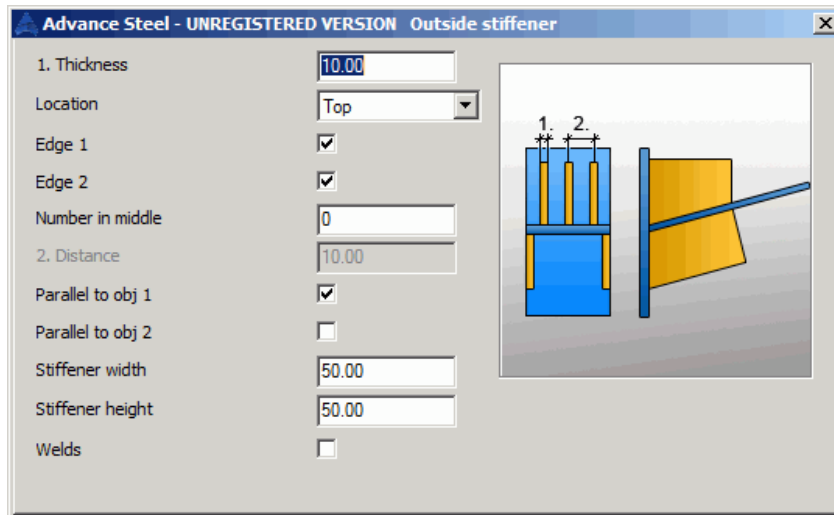 Advance Steel - UNREGISTERED VERSION Outside stiffener
1. Thickness 10.00
Location Top
Edge 1
Edge 2
Number in middle 0
2. Distance 10.00
Parallel to obj 1
Parallel to obj 2
Stiffener width 50.00
Stiffener height 50.00
Welds
1. 2.